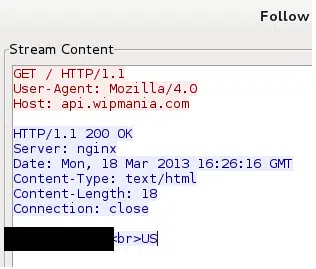 Follow
Stream Content
GET / HTTP/1.1
User-Agent: Mozilla/4.0
Host: api.wipmania.com
HTTP/1.1 200 OK
Server: nginx
Date: Mon, 18 Mar 2013 16:26:16 GMT
Content-Type: text/html
Content-Length: 18
Connection: close
<br>US